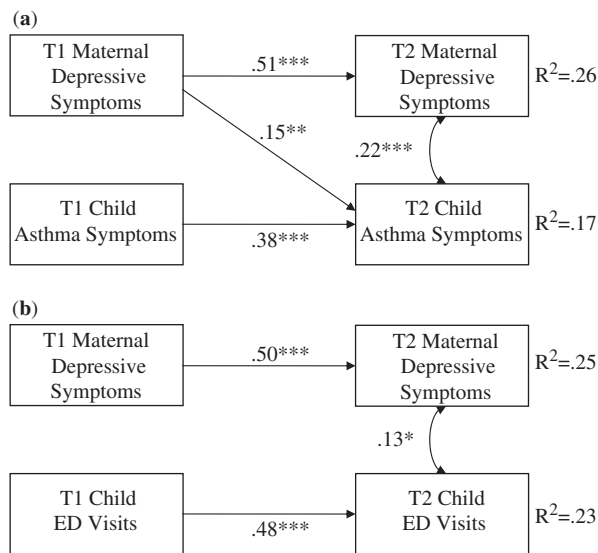 (a)
T1 Maternal
Depressive
Symptoms
.51***
T2 Maternal
Depressive
Symptoms
R²=.26
.15**
.22***
T1 Child
Asthma Symptoms
.38***
T2 Child
Asthma Symptoms
R²=.17
(b)
T1 Maternal
Depressive
Symptoms
.50***
T2 Maternal
Depressive
Symptoms
R²=.25
.13*
T1 Child
ED Visits
.48***
T2 Child
ED Visits
R²=.23